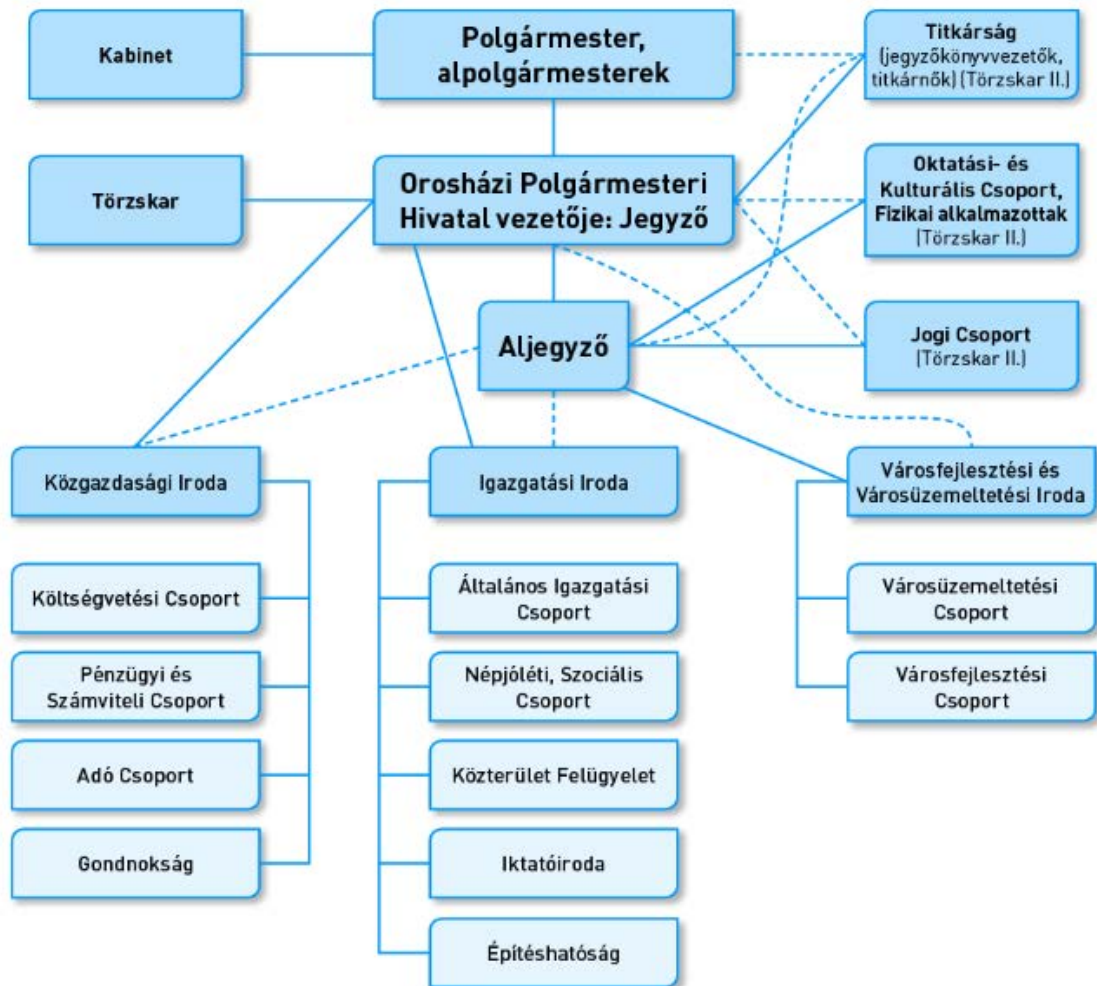 Kabinet
Polgármester,
alpolgármesterek
Titkárság
(jegyzőkönyvvezetők,
titkárnők) (Törzskar II.)
Törzskar
Orosházi Polgármesteri
Hivatal vezetője: Jegyző
Oktatási- és
Kulturális Csoport,
Fizikai alkalmazottak
(Törzskar II.)
Aljegyző
Jogi Csoport
(Törzskar II.)
Közgazdasági Iroda
Igazgatási Iroda
Városfejlesztési és
Városüzemeltetési Iroda
Költségvetési Csoport
Általános Igazgatási
Csoport
Városüzemeltetési
Csoport
Pénzügyi és
Számviteli Csoport
Népjóléti, Szociális
Csoport
Városfejlesztési
Csoport
Adó Csoport
Közterület Felügyelet
Gondnokság
Iktatóiroda
Építéshatóság